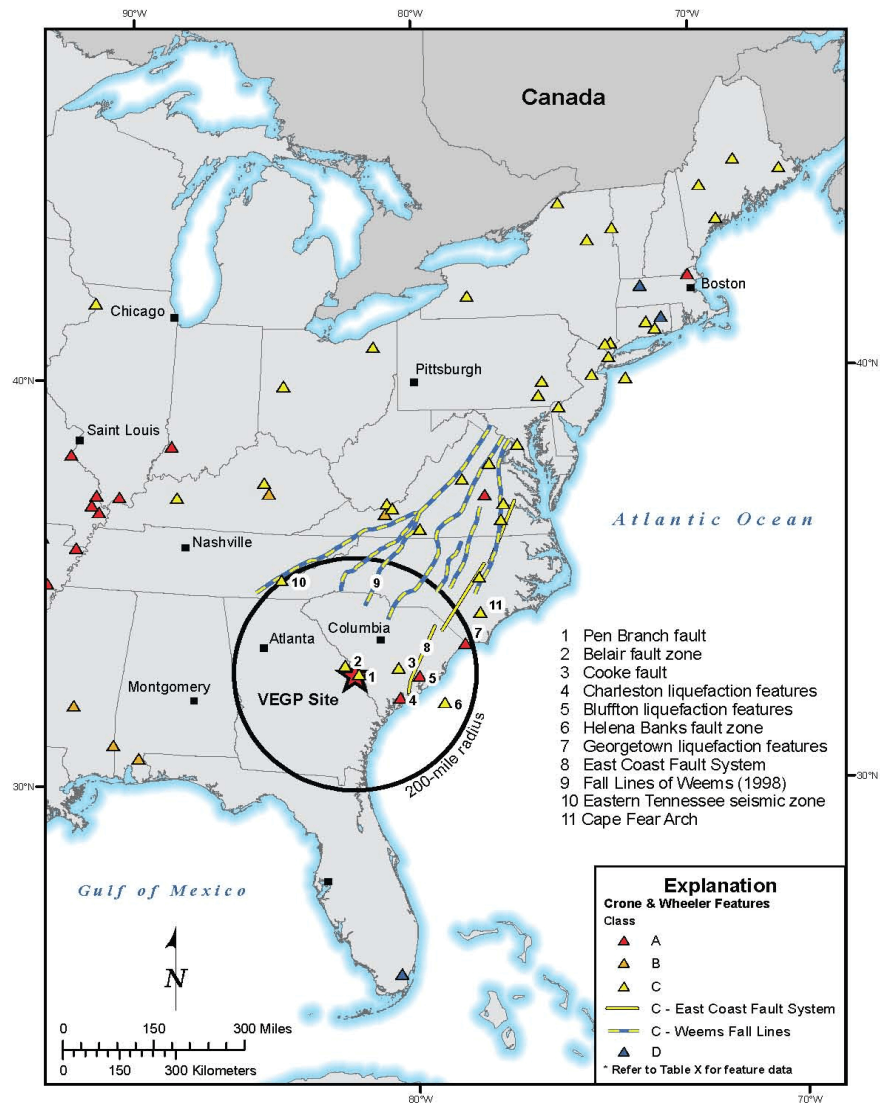 90°W 80°W 70°W
Canada
Boston
Chicago
Pittsburgh
40°N 40°N
Saint Louis
Atlantic Ocean
Nashville
10
9
11
Columbia
Atlanta
7
8
2
3
1
5
Montgomery
VEGP Site
4
6
200-mile radius
1 Pen Branch fault
2 Belair fault zone
3 Cooke fault
4 Charleston liquefaction features
5 Bluffton liquefaction features
6 Helena Banks fault zone
7 Georgetown liquefaction features
8 East Coast Fault System
9 Fall Lines of Weems (1998)
10 Eastern Tennessee seismic zone
11 Cape Fear Arch
30°N 30°N
Gulf of Mexico
N
0 150 300 Miles
0 150 300 Kilometers
Explanation
Crone & Wheeler Features
Class
A
B
C
C - East Coast Fault System
C - Weems Fall Lines
D
* Refer to Table X for feature data
80°W 70°W